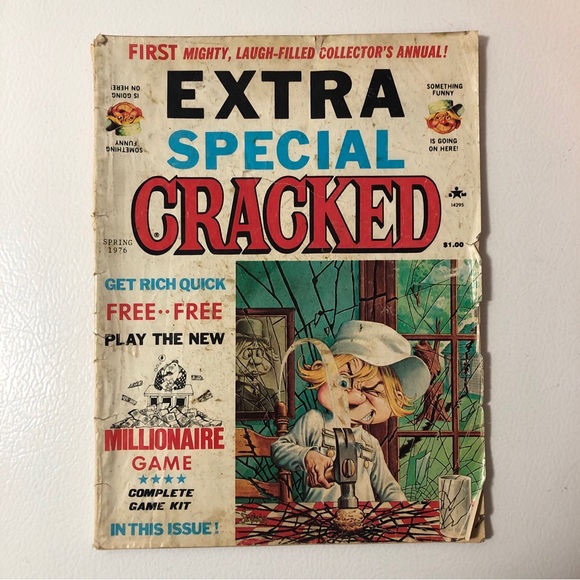 FIRST MIGHTY, LAUGH-FILLED COLLECTOR'S ANNUAL!
EXTRA
SPECIAL
CRACKED
SOMETHING
FUNNY
IS GOING
ON HERE!
SOMETHING
FUNNY
IS GOING
ON HERE!
14295
$1.00
SPRING
1976
GET RICH QUICK
FREE··FREE
PLAY THE NEW
MILLIONAIRE
GAME
★★★★
COMPLETE
GAME KIT
IN THIS ISSUE!